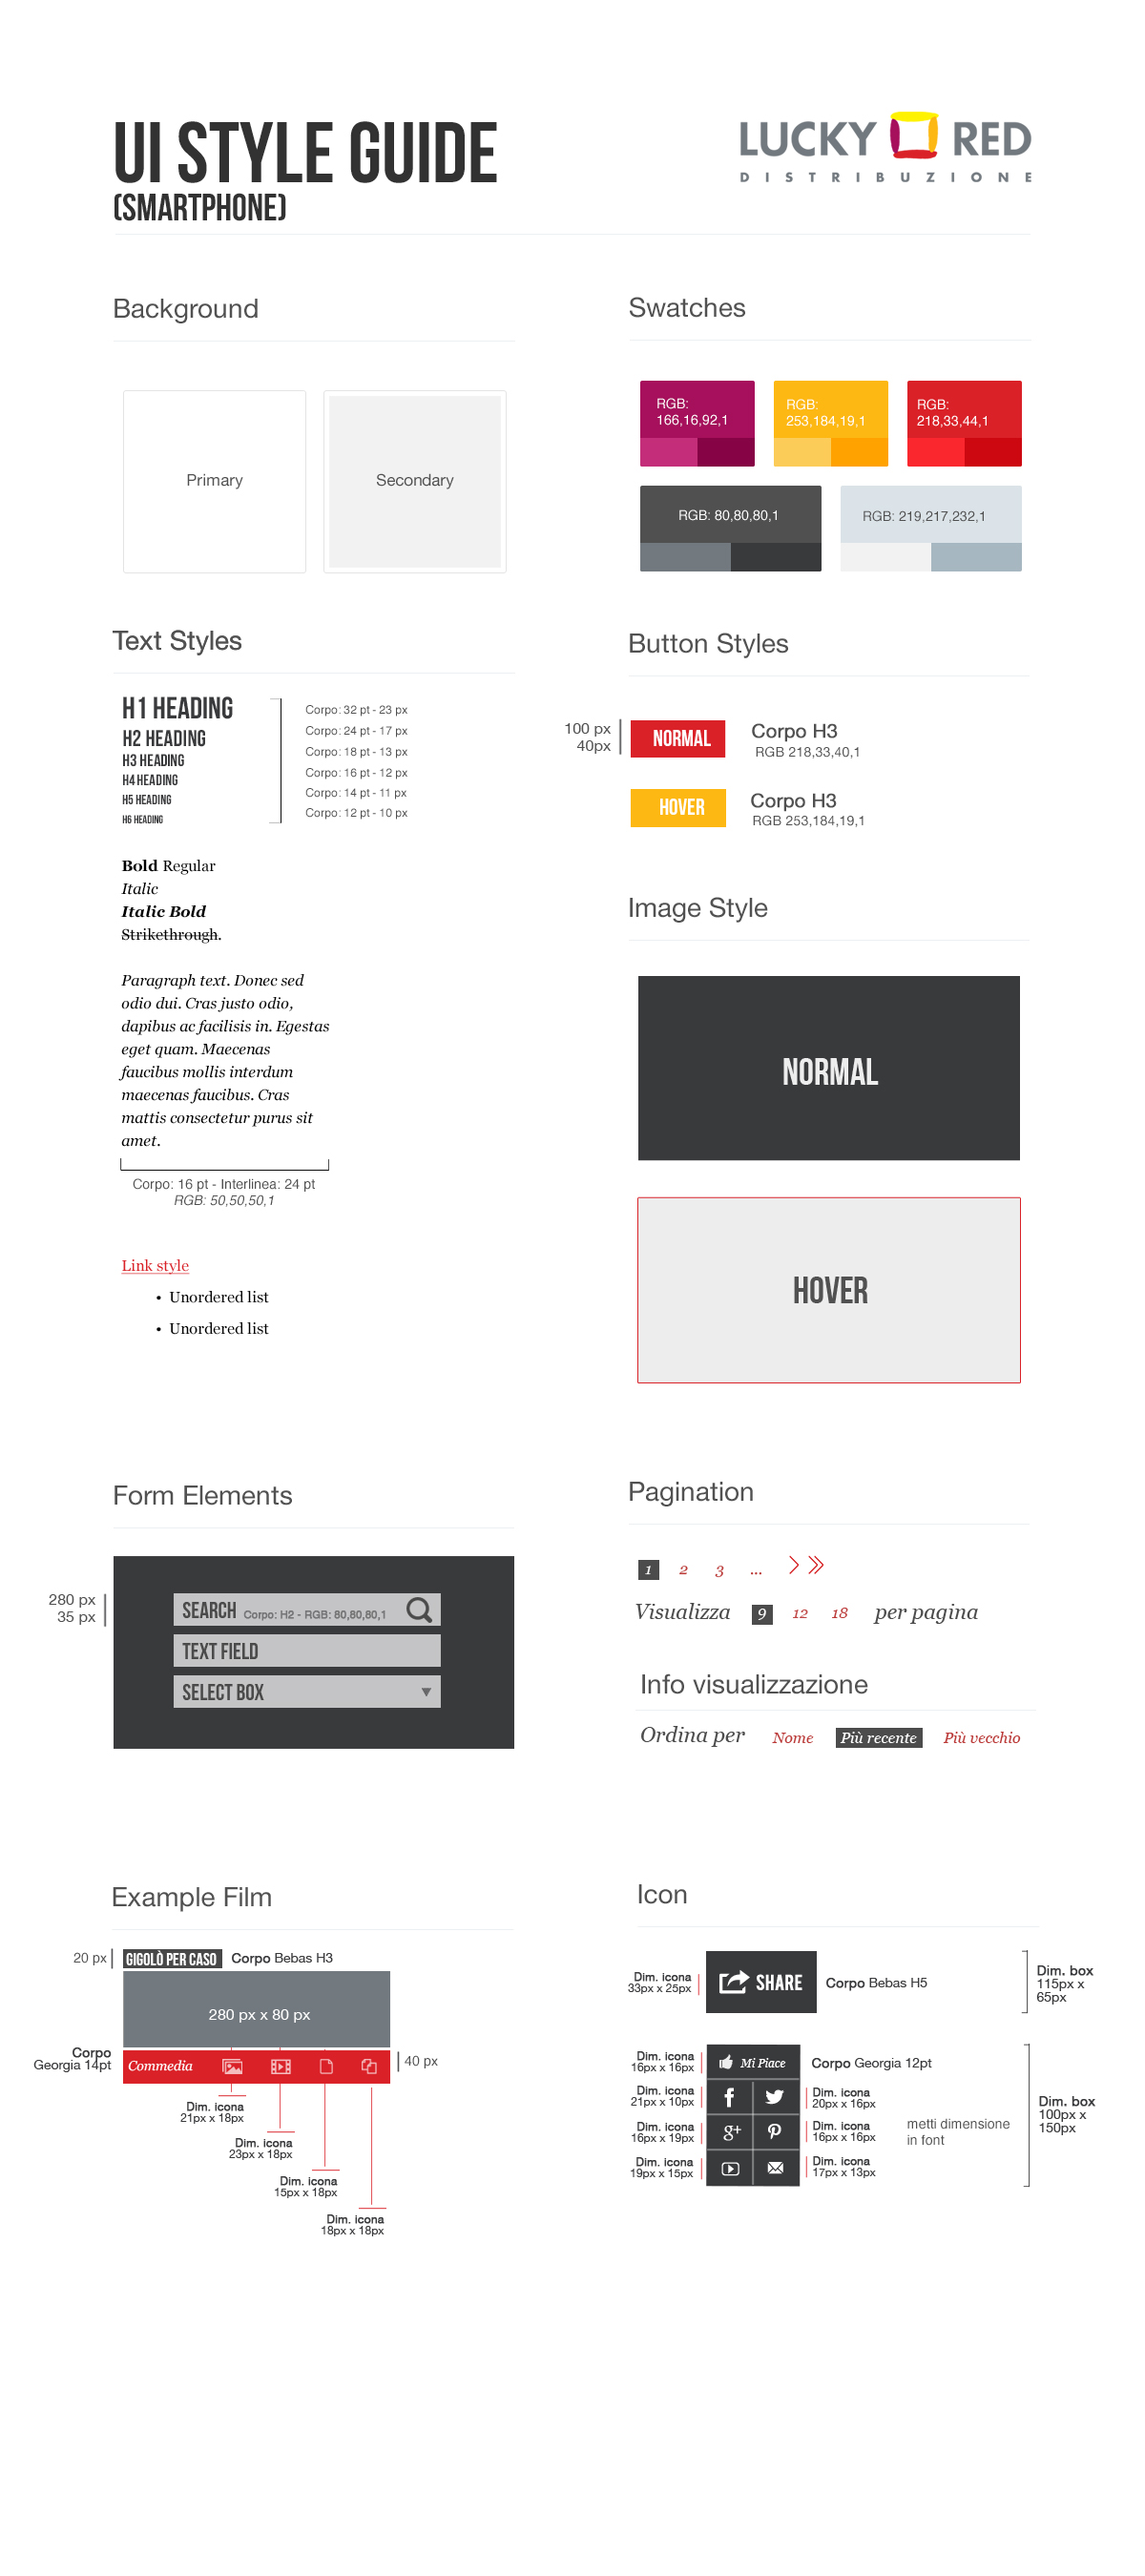 UI STYLE GUIDE
(SMARTPHONE)
LUCKY RED
DISTRIBUZIONE
Background
Primary
Secondary
Swatches
RGB:
166,16,92,1
RGB:
253,184,19,1
RGB:
218,33,44,1
RGB: 80,80,80,1
RGB: 219,217,232,1
Text Styles
H1 HEADING
H2 HEADING
H3 HEADING
H4 HEADING
H5 HEADING
H6 HEADING
Corpo: 32 pt - 23 px
Corpo: 24 pt - 17 px
Corpo: 18 pt - 13 px
Corpo: 16 pt - 12 px
Corpo: 14 pt - 11 px
Corpo: 12 pt - 10 px
Bold Regular
Italic
Italic Bold
Strikethrough.
Paragraph text. Donec sed
odio dui. Cras justo odio,
dapibus ac facilisis in. Egestas
eget quam. Maecenas
faucibus mollis interdum
maecenas faucibus. Cras
mattis consectetur purus sit
amet.
Corpo: 16 pt - Interlinea: 24 pt
RGB: 50,50,50,1
Link style
• Unordered list
• Unordered list
Button Styles
100 px
40px
NORMAL
Corpo H3
RGB 218,33,40,1
HOVER
Corpo H3
RGB 253,184,19,1
Image Style
NORMAL
HOVER
Form Elements
280 px
35 px
SEARCH Corpo: H2 - RGB: 80,80,80,1
TEXT FIELD
SELECT BOX
Pagination
1 2 3 ...
Visualizza 9 12 18 per pagina
Info visualizzazione
Ordina per Nome Più recente Più vecchio
Example Film
20 px
GIGOLÒ PER CASO Corpo Bebas H3
280 px x 80 px
Corpo
Georgia 14pt
Commedia
40 px
Dim. icona
21px x 18px
Dim. icona
23px x 18px
Dim. icona
15px x 18px
Dim. icona
18px x 18px
Icon
Dim. icona
33px x 25px
SHARE
Corpo Bebas H5
Dim. box
115px x
65px
Dim. icona
16px x 16px
Mi Piace
Corpo Georgia 12pt
Dim. icona
21px x 10px
f
Dim. icona
20px x 16px
Dim. icona
16px x 19px
g+
Dim. icona
16px x 16px
Dim. icona
19px x 15px
Dim. icona
17px x 13px
metti dimensione
in font
Dim. box
100px x
150px